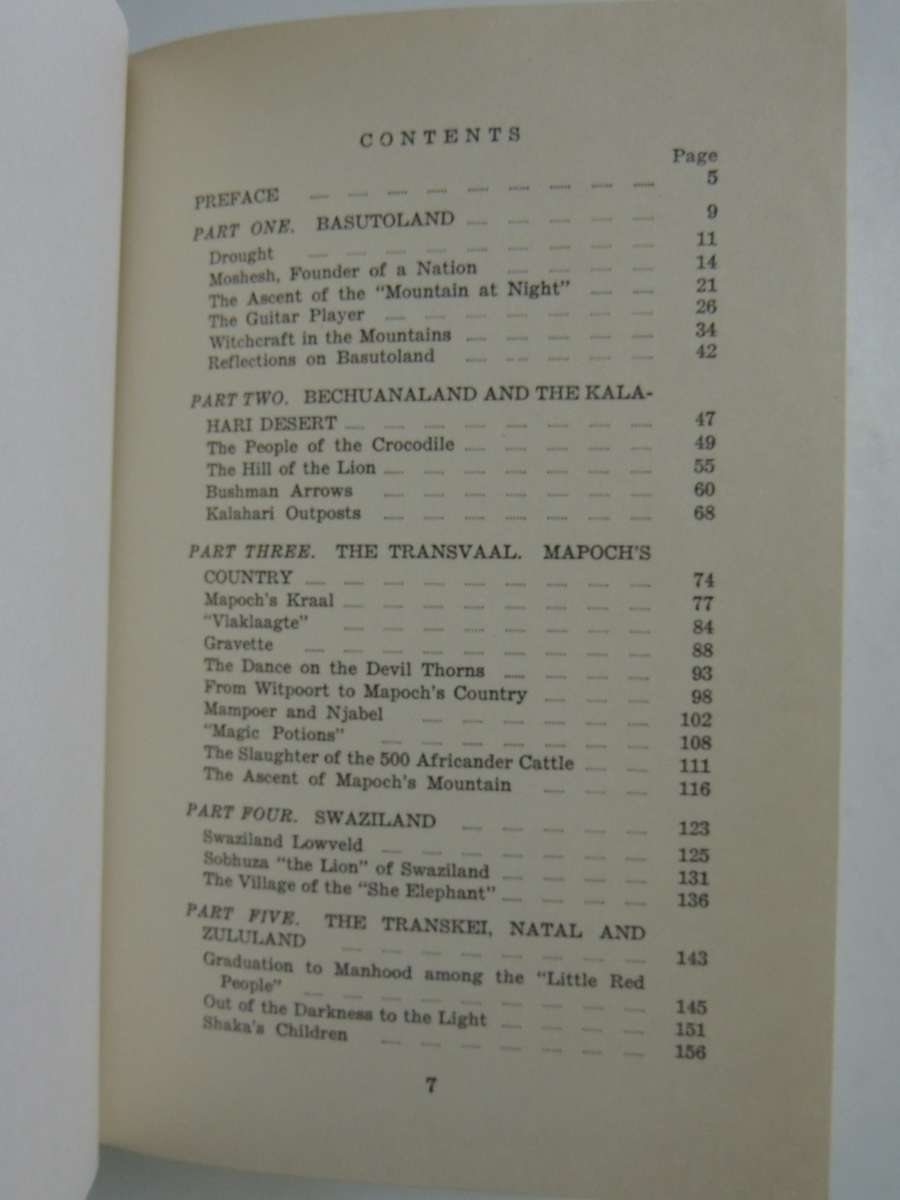 CONTENTS
Page
PREFACE 5
PART ONE. BASUTOLAND 9
Drought 11
Moshesh, Founder of a Nation 14
The Ascent of the "Mountain at Night" 21
The Guitar Player 26
Witchcraft in the Mountains 34
Reflections on Basutoland 42
PART TWO. BECHUANALAND AND THE KALA-
HARI DESERT 47
The People of the Crocodile 49
The Hill of the Lion 55
Bushman Arrows 60
Kalahari Outposts 68
PART THREE. THE TRANSVAAL. MAPOCH'S
COUNTRY 74
Mapoch's Kraal 77
"Vlaklaagte" 84
Gravette 88
The Dance on the Devil Thorns 93
From Witpoort to Mapoch's Country 98
Mampoer and Njabel 102
"Magic Potions" 108
The Slaughter of the 500 Africander Cattle 111
The Ascent of Mapoch's Mountain 116
PART FOUR. SWAZILAND 123
Swaziland Lowveld 125
Sobhuza "the Lion" of Swaziland 131
The Village of the "She Elephant" 136
PART FIVE. THE TRANSKEI, NATAL AND
ZULULAND 143
Graduation to Manhood among the "Little Red
People" 145
Out of the Darkness to the Light 151
Shaka's Children 156
7